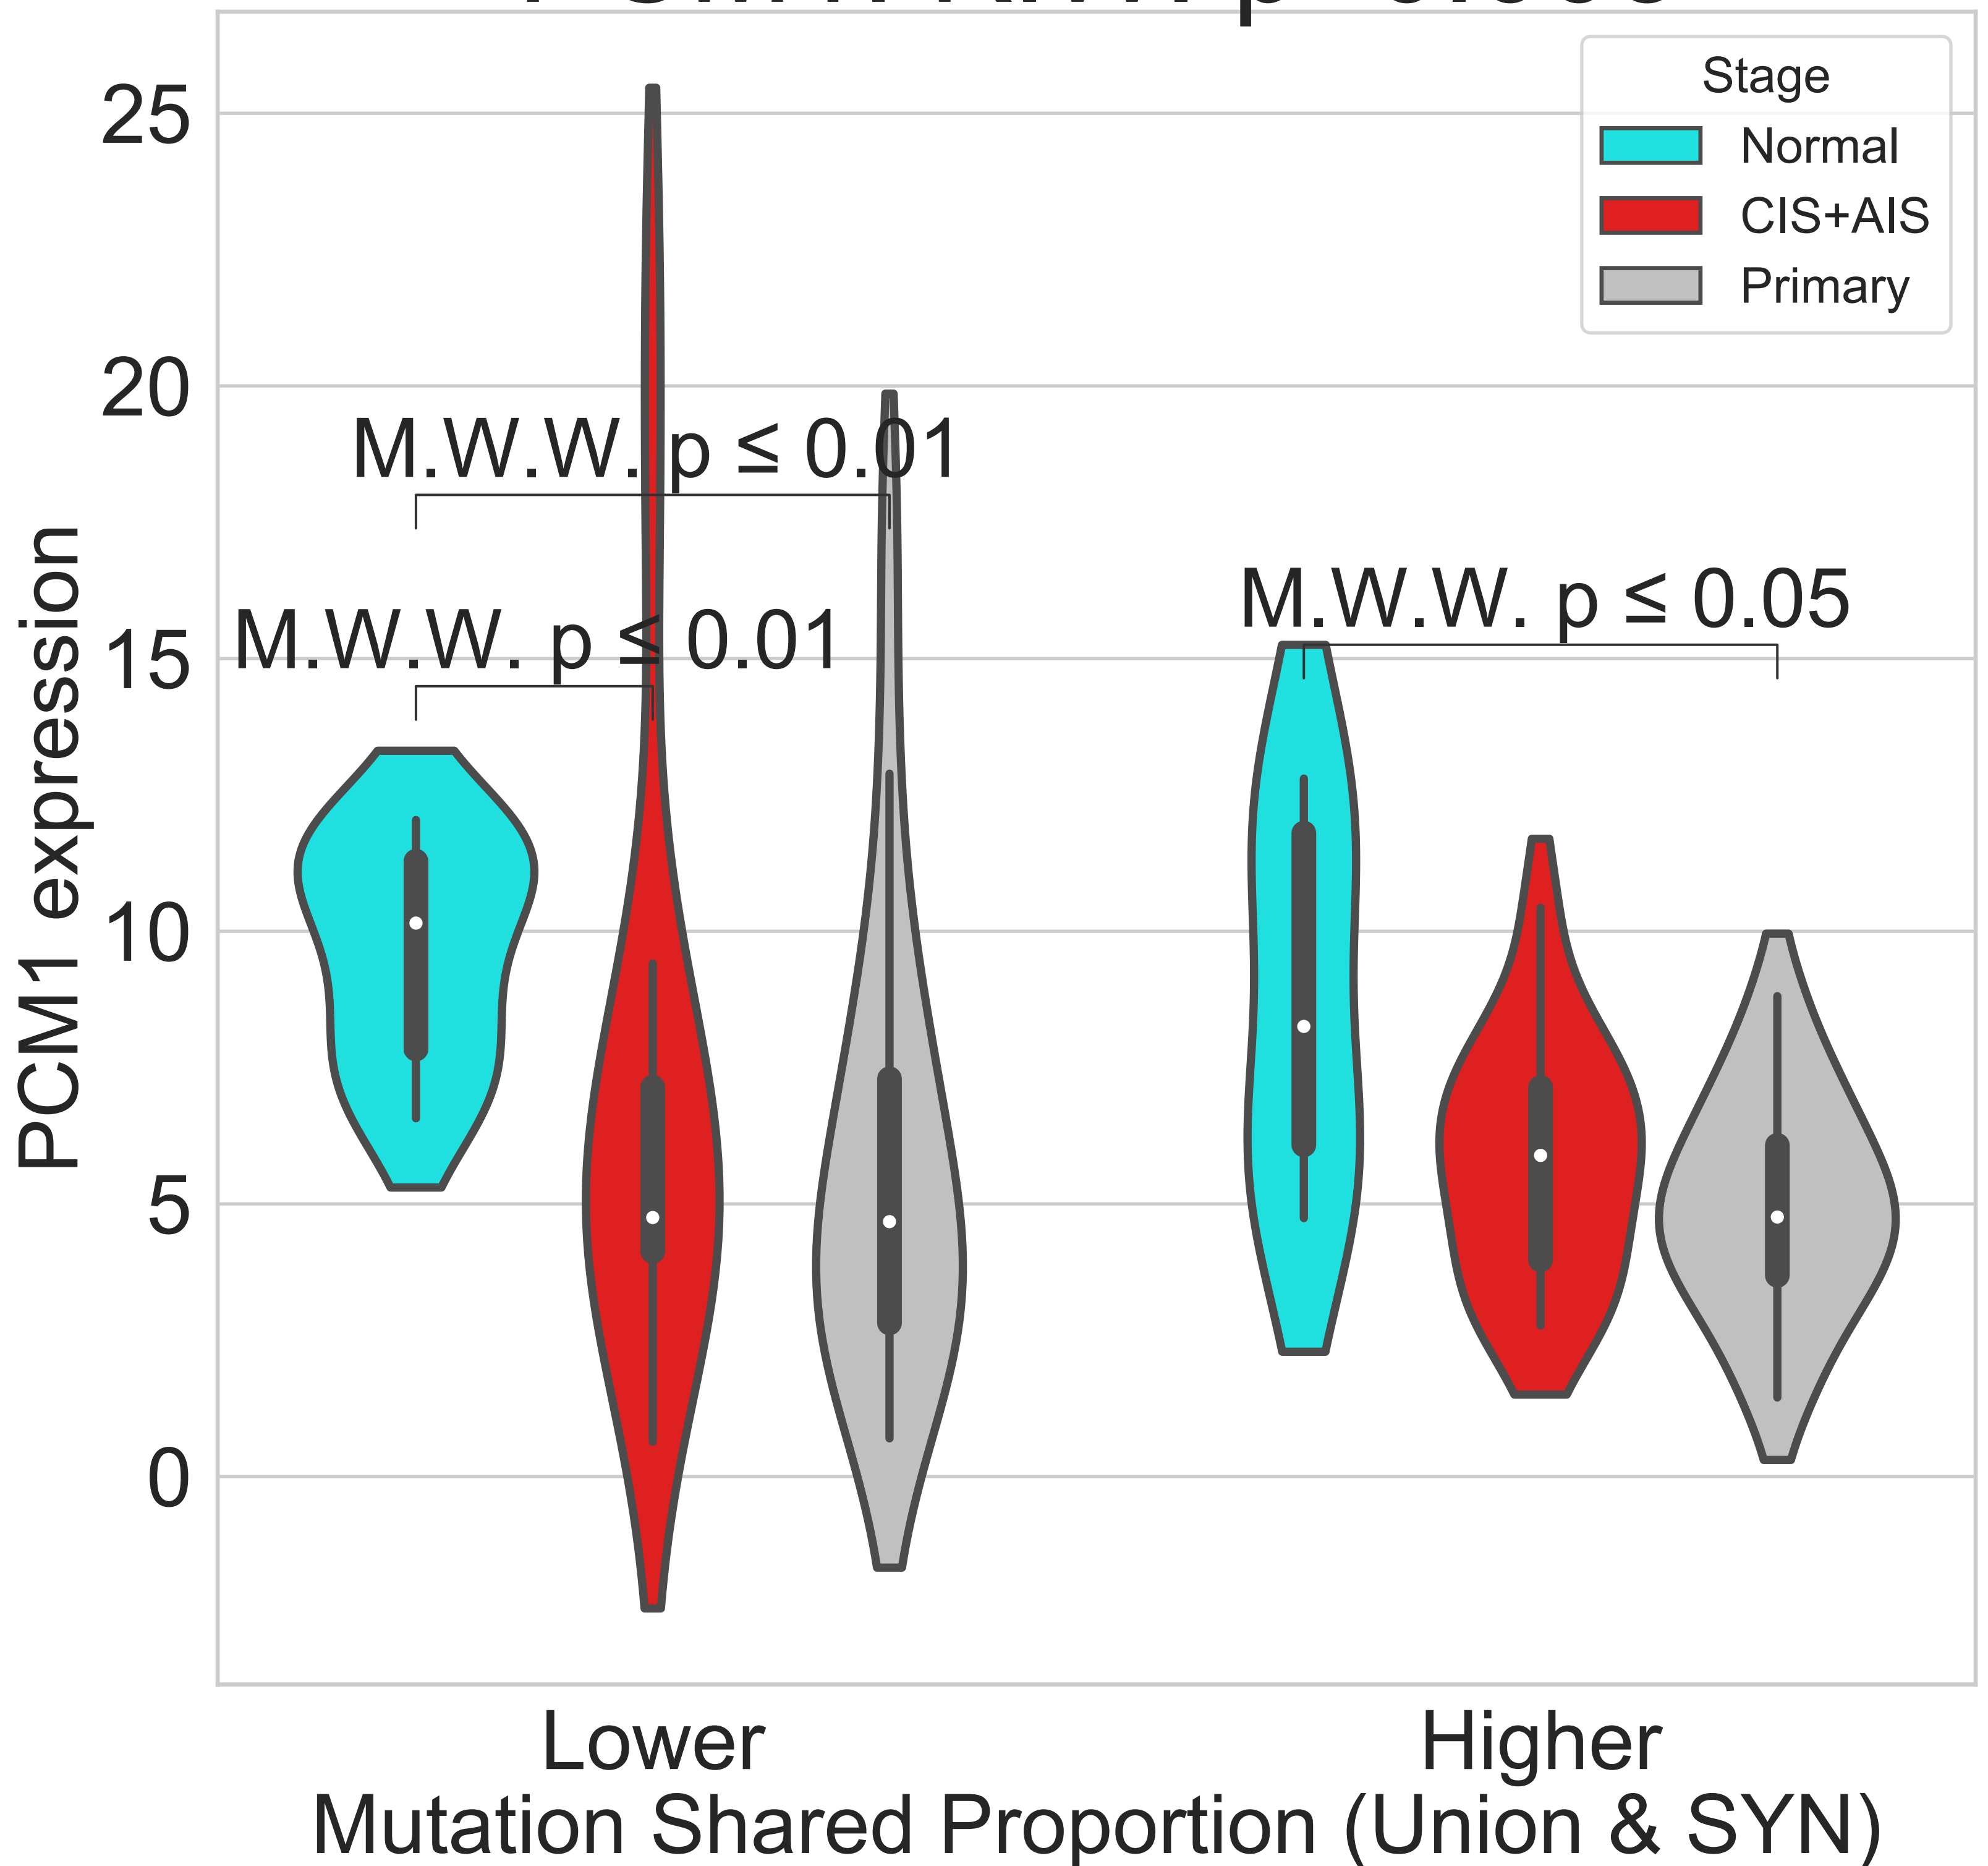 Stage
Normal
CIS+AIS
Primary
25
20
15
10
5
0
PCM1 expression
M.W.W. p ≤ 0.01
M.W.W. p ≤ 0.01
M.W.W. p ≤ 0.05
Lower
Higher
Mutation Shared Proportion (Union & SYN)